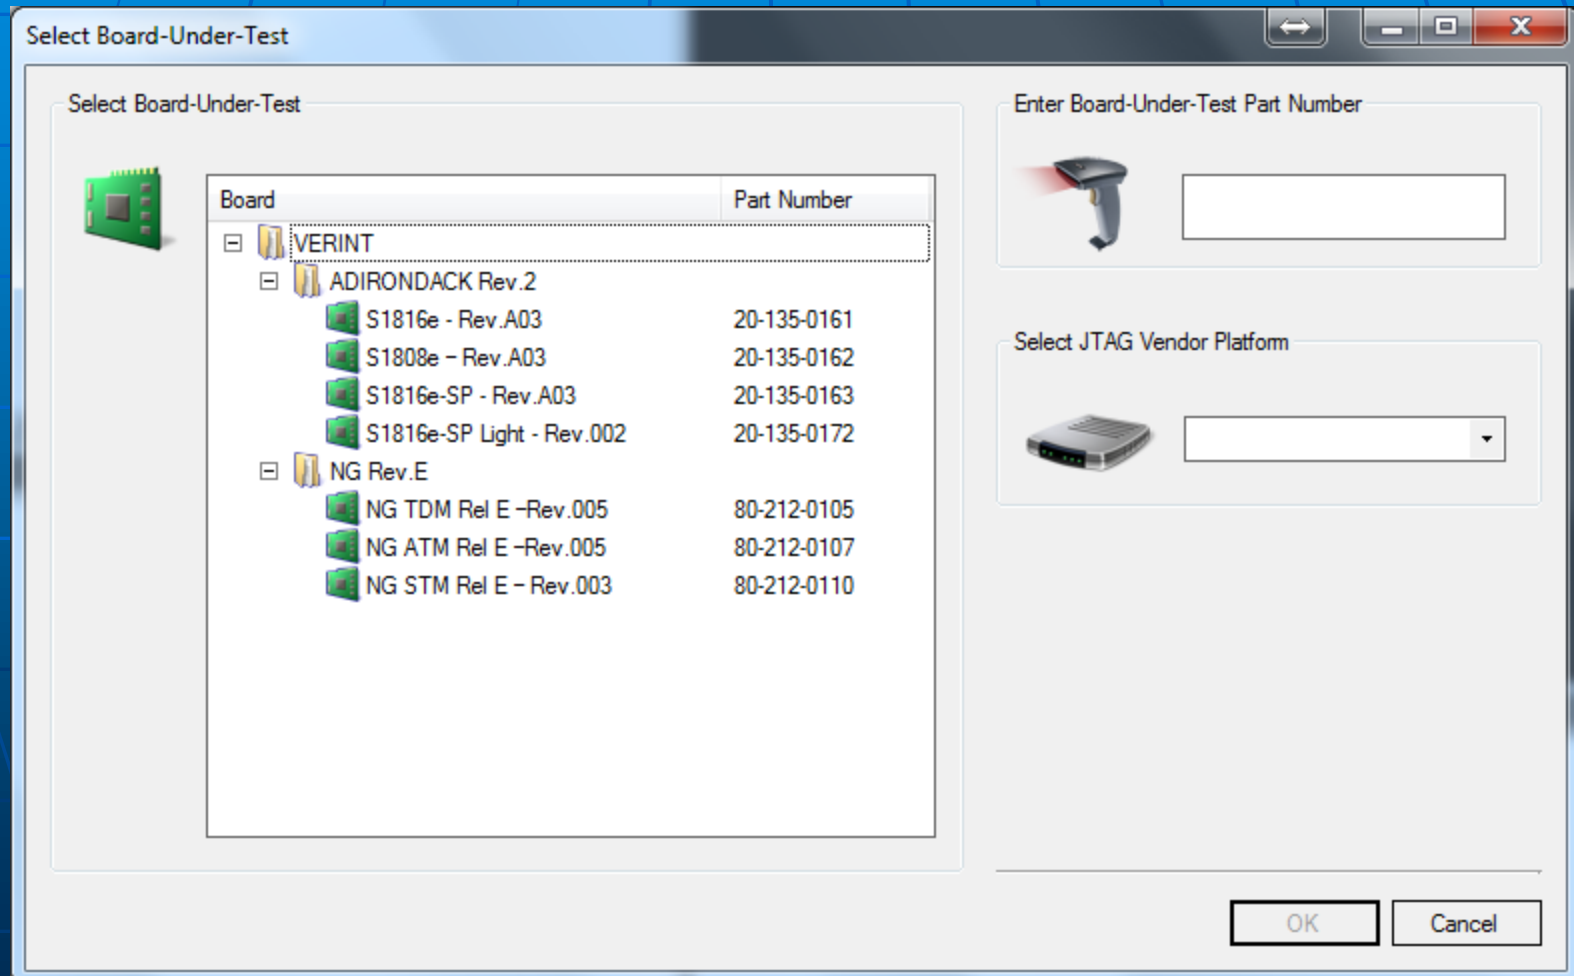 Select Board-Under-Test
Select Board-Under-Test
Board Part Number
VERINT
ADIRONDACK Rev.2
S1816e - Rev.A03 20-135-0161
S1808e – Rev.A03 20-135-0162
S1816e-SP - Rev.A03 20-135-0163
S1816e-SP Light - Rev.002 20-135-0172
NG Rev.E
NG TDM Rel E –Rev.005 80-212-0105
NG ATM Rel E –Rev.005 80-212-0107
NG STM Rel E – Rev.003 80-212-0110
Enter Board-Under-Test Part Number
Select JTAG Vendor Platform
OK Cancel